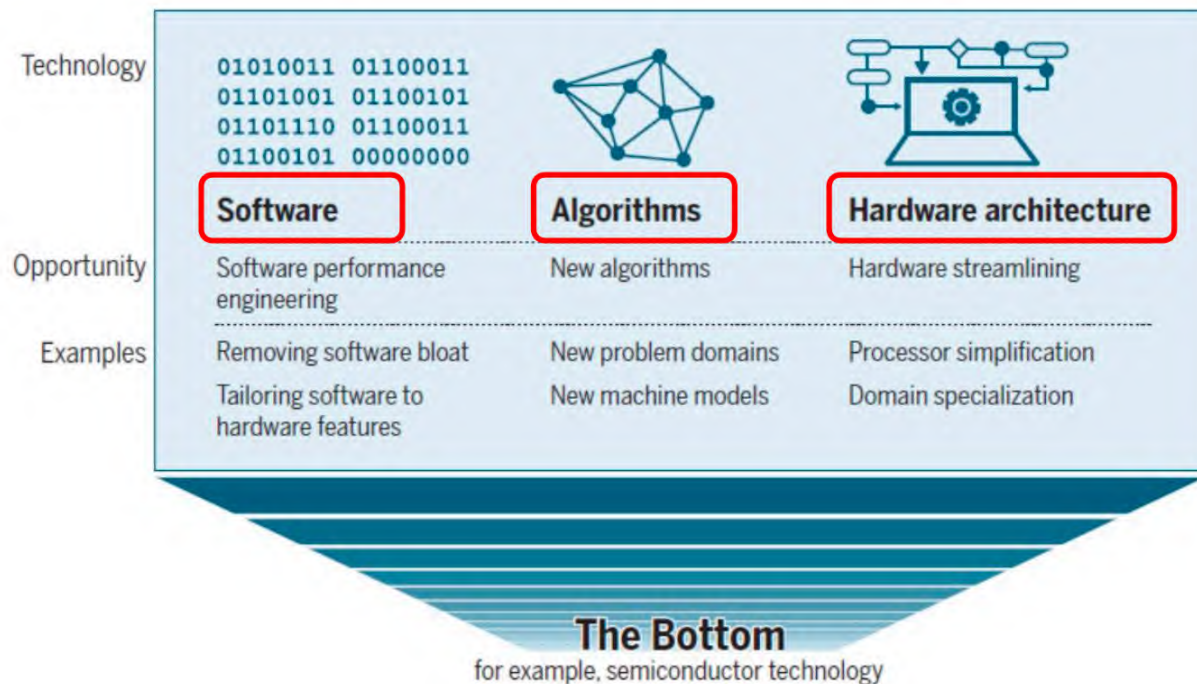 Technology
01010011 01100011
01101001 01100101
01101110 01100011
01100101 00000000
Software
Algorithms
Hardware architecture
Opportunity
Software performance
engineering
New algorithms
Hardware streamlining
Examples
Removing software bloat
Tailoring software to
hardware features
New problem domains
New machine models
Processor simplification
Domain specialization
The Bottom
for example, semiconductor technology